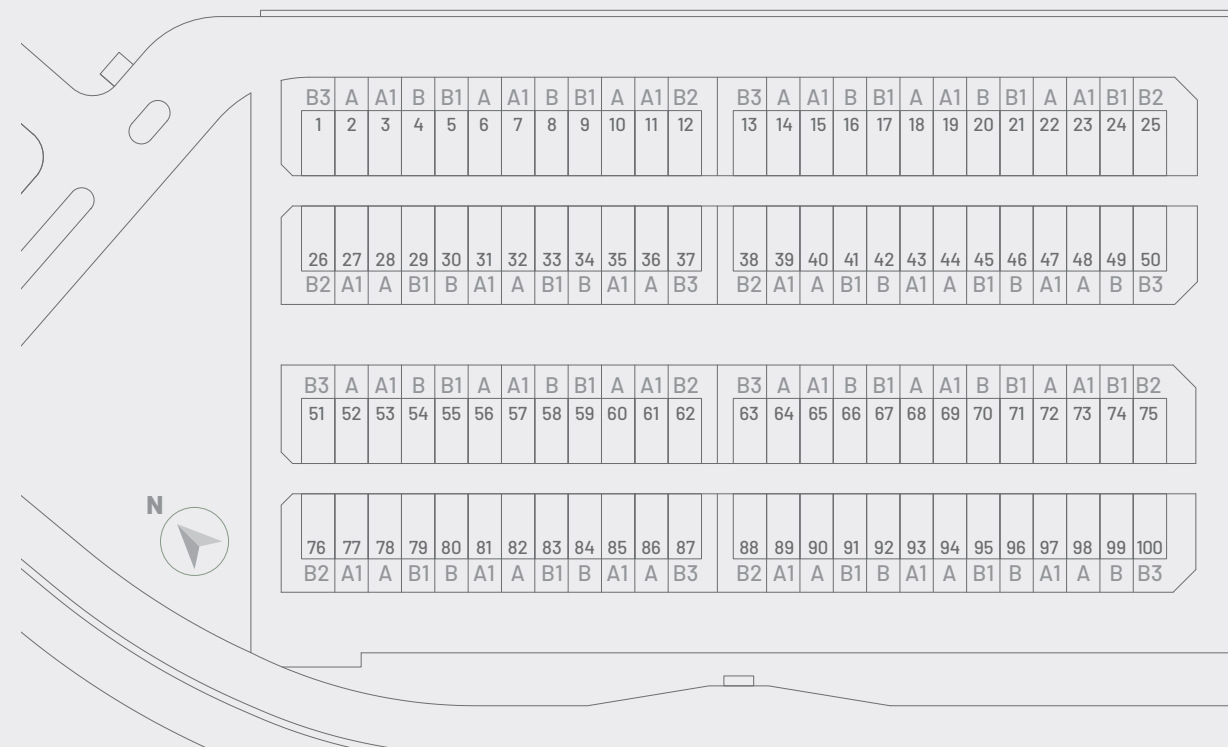 B3 A A1 B B1 A A1 B B1 A A1 B2 B3 A A1 B B1 A A1 B B1 A A1 B1 B2
1 2 3 4 5 6 7 8 9 10 11 12 13 14 15 16 17 18 19 20 21 22 23 24 25
26 27 28 29 30 31 32 33 34 35 36 37 38 39 40 41 42 43 44 45 46 47 48 49 50
B2 A1 A B1 B A1 A B1 B A1 A B3 B2 A1 A B1 B A1 A B1 B A1 A B B3
B3 A A1 B B1 A A1 B B1 A A1 B2 B3 A A1 B B1 A A1 B B1 A A1 B1 B2
51 52 53 54 55 56 57 58 59 60 61 62 63 64 65 66 67 68 69 70 71 72 73 74 75
N
76 77 78 79 80 81 82 83 84 85 86 87 88 89 90 91 92 93 94 95 96 97 98 99 100
B2 A1 A B1 B A1 A B1 B A1 A B3 B2 A1 A B1 B A1 A B1 B A1 A B B3